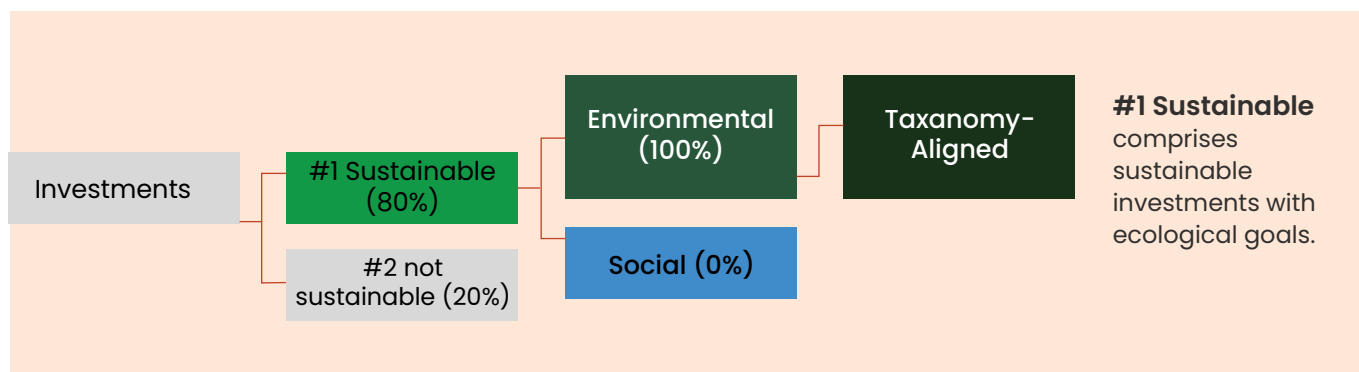 Investments
#1 Sustainable
(80%)
#2 not
sustainable (20%)
Environmental
(100%)
Social (0%)
Taxanomy-
Aligned
#1 Sustainable
comprises
sustainable
investments with
ecological goals.